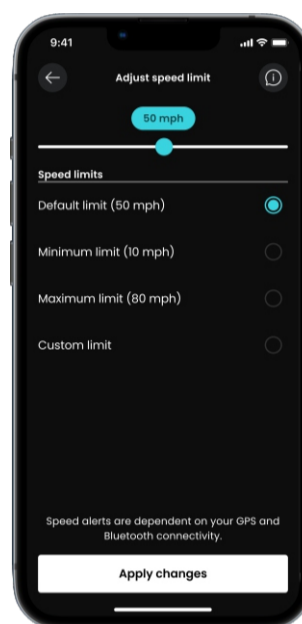 9:41
Adjust speed limit
50 mph
Speed limits
Default limit (50 mph)
Minimum limit (10 mph)
Maximum limit (80 mph)
Custom limit
Speed alerts are dependent on your GPS and
Bluetooth connectivity.
Apply changes